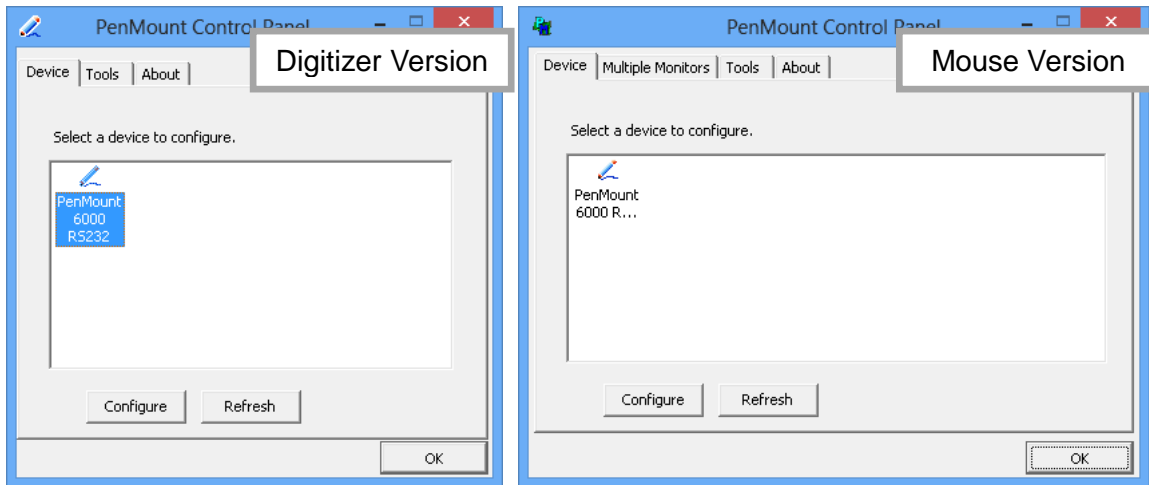 PenMount Control Panel
Digitizer Version
Device Tools About
Select a device to configure.
PenMount
6000
RS232
Configure Refresh
OK
PenMount Control Panel
Mouse Version
Device Multiple Monitors Tools About
Select a device to configure.
PenMount
6000 R...
Configure Refresh
OK